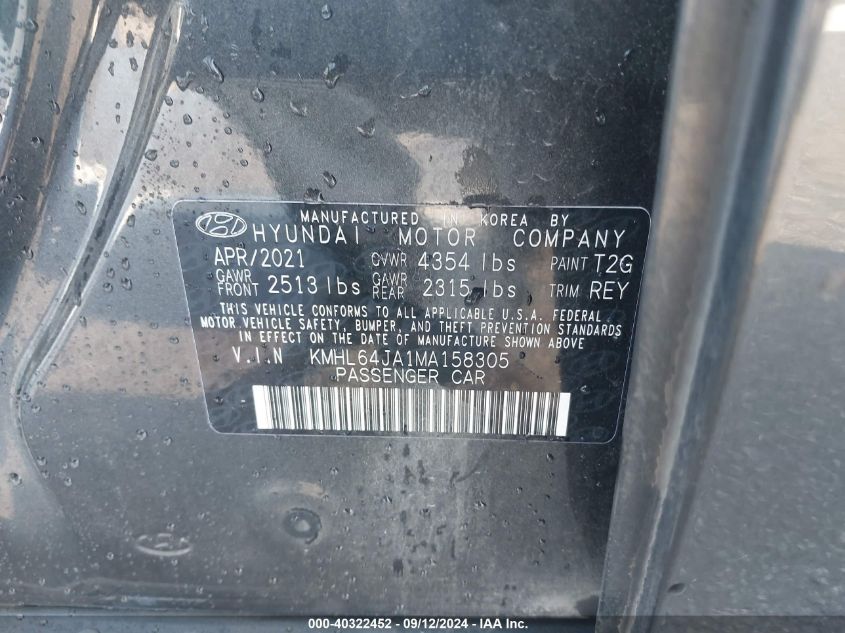 MANUFACTURED IN KOREA BY
HYUNDAI MOTOR COMPANY
APR/2021 GVWR 4354 lbs PAINT T2G
GAWR FRONT 2513 lbs GAWR REAR 2315 lbs TRIM REY
THIS VEHICLE CONFORMS TO ALL APPLICABLE U.S.A. FEDERAL
MOTOR VEHICLE SAFETY, BUMPER, AND THEFT PREVENTION STANDARDS
IN EFFECT ON THE DATE OF MANUFACTURE SHOWN ABOVE
V.I.N KMHL64JA1MA158305
PASSENGER CAR
000-40322452 - 09/12/2024 - IAA Inc.